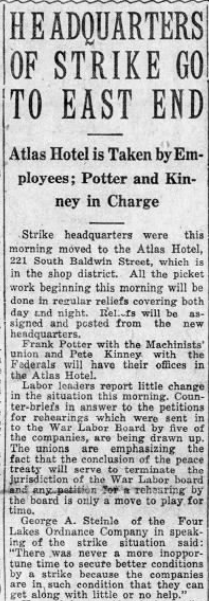 HEADQUARTERS
OF STRIKE GO
TO EAST END
Atlas Hotel is Taken by Em-
ployees; Potter and Kin-
ney in Charge
Strike headquarters were this
morning moved to the Atlas Hotel,
221 South Baldwin Street, which is
in the shop district. All the picket
work beginning this morning will be
done in regular reliefs covering both
day and night. will be as-
signed and posted from the new
headquarters.
Frank Potter with the Machinists'
union and Pete Kinney with the
Federals will have their offices in
the Atlas Hotel.
Labor leaders report little change
in the situation this morning. Coun-
ter-briefs in answer to the petitions
for rehearings which were sent in
to the War Labor Board by five of
the companies, are being drawn up.
The unions are emphasizing the
fact that the conclusion of the peace
treaty will serve to terminate the
jurisdiction of the War Labor board
and any petition for a rehearing by
the board is only a move to play for
time.
George A. Steinle of the Four
Lakes Ordnance Company in speak-
ing of the strike situation said:
"There was never a more inoppor-
tune time to secure better conditions
by a strike because the companies
are in such condition that they can
get along with little or no help."